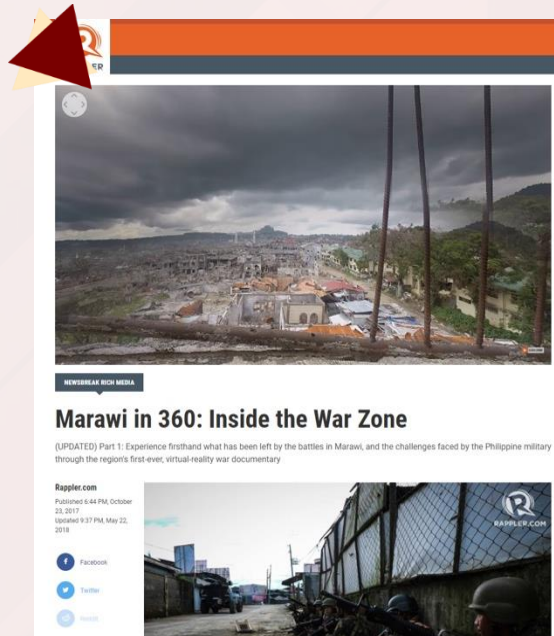 R
ER
NEWSBREAK RICH MEDIA
Marawi in 360: Inside the War Zone
(UPDATED) Part 1: Experience firsthand what has been left by the battles in Marawi, and the challenges faced by the Philippine military
through the region's first-ever, virtual-reality war documentary
Rappler.com
Published 6:44 PM, October
23, 2017
Updated 9:37 PM, May 22,
2018
Facebook
Twitter
Reddit
R
RAPPLER.COM